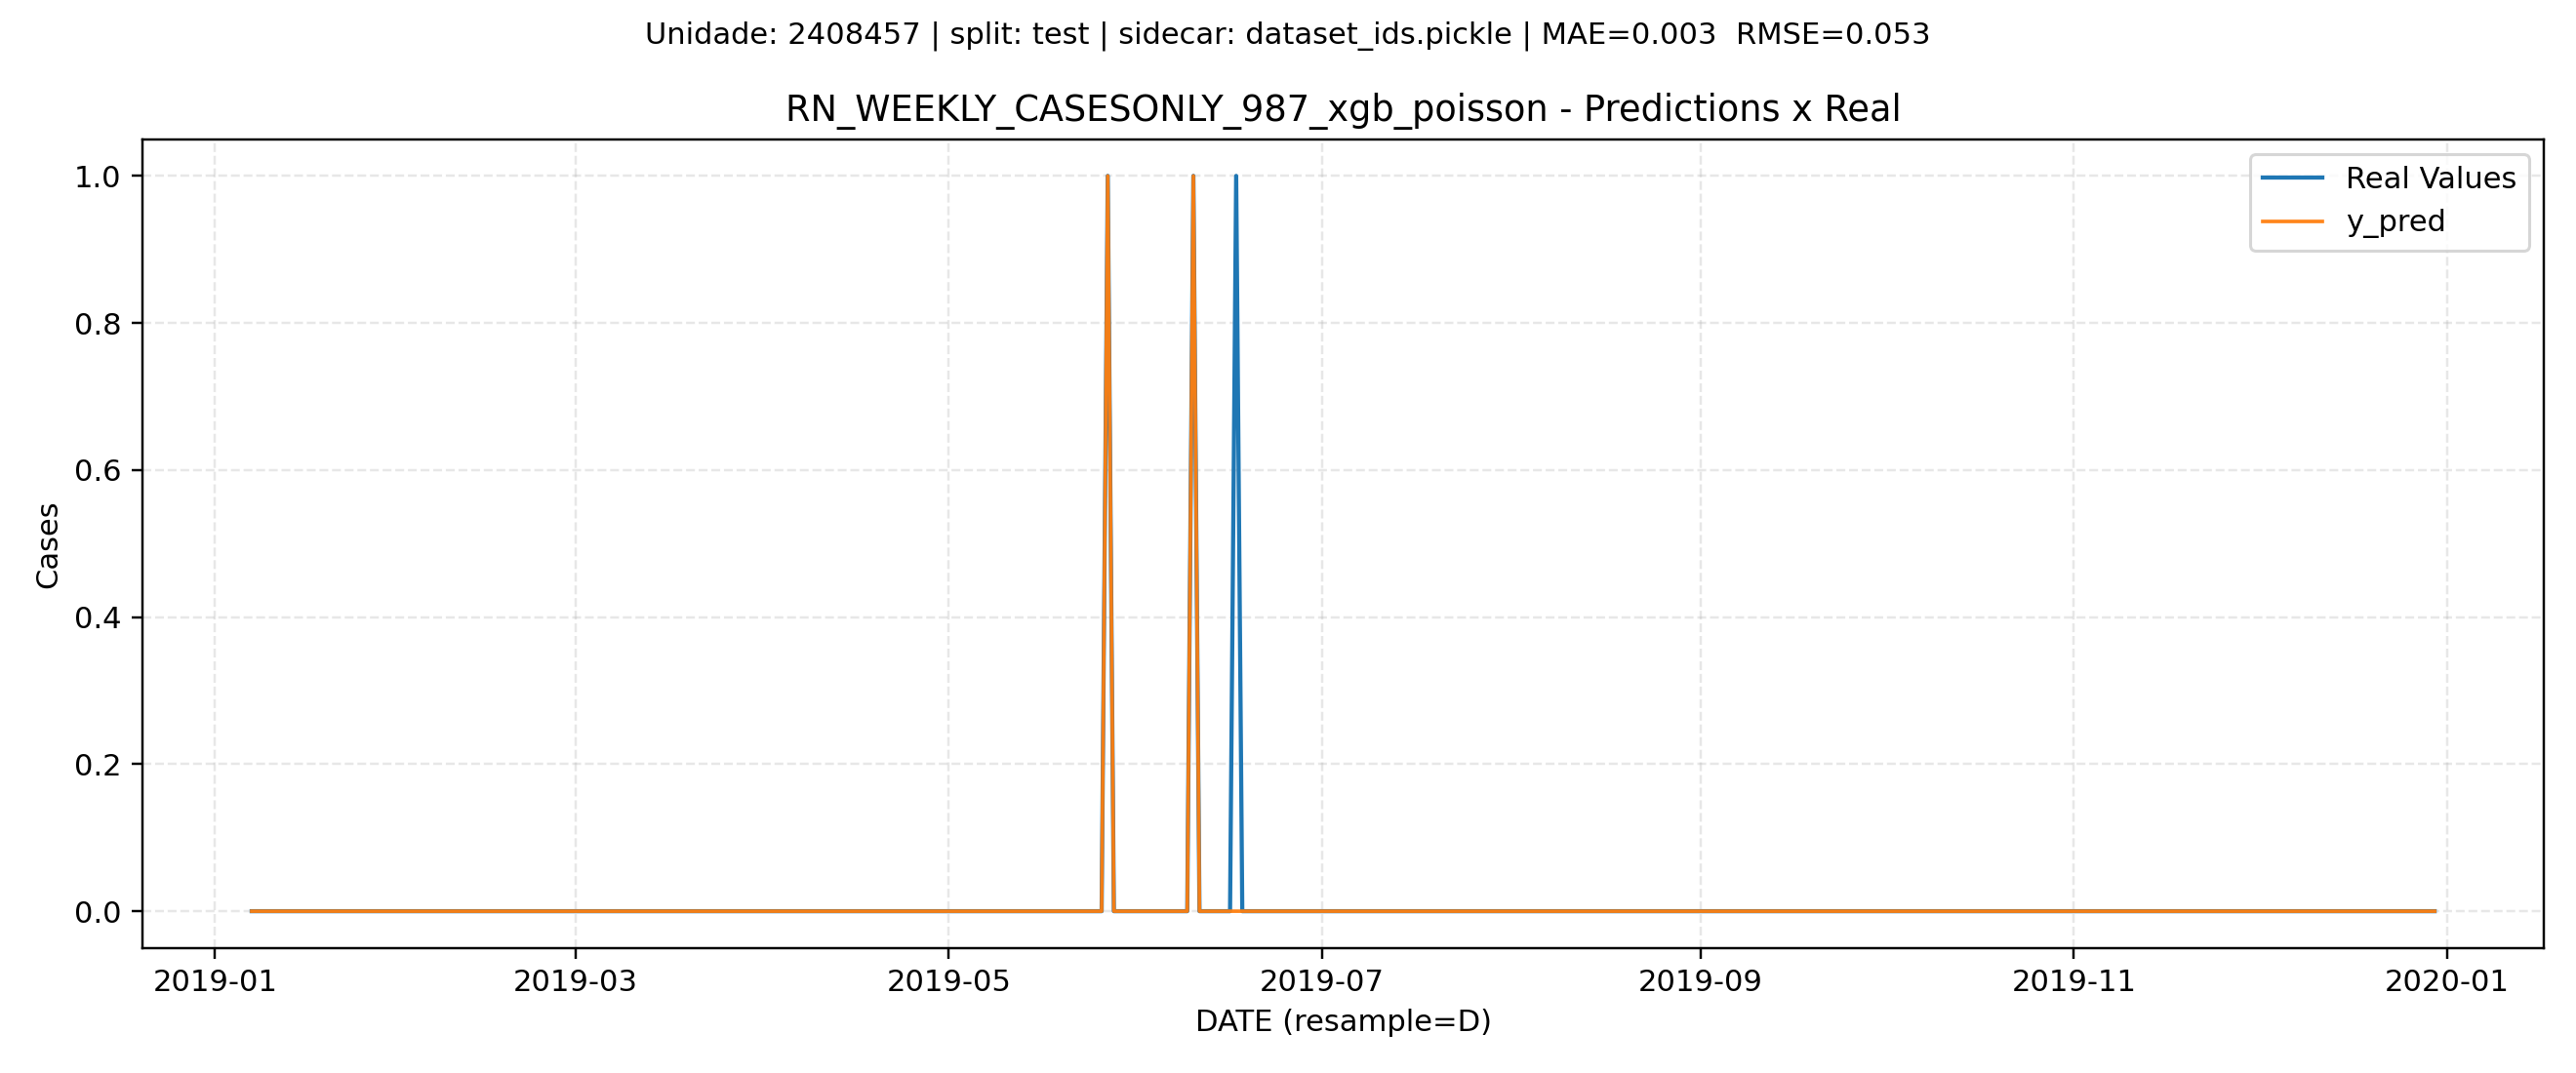 Unidade: 2408457 | split: test | sidecar: dataset_ids.pickle | MAE=0.003  RMSE=0.053
RN_WEEKLY_CASESONLY_987_xgb_poisson - Predictions x Real
Real Values
y_pred
1.0
0.8
0.6
0.4
0.2
0.0
Cases
2019-01 2019-03 2019-05 2019-07 2019-09 2019-11 2020-01
DATE (resample=D)